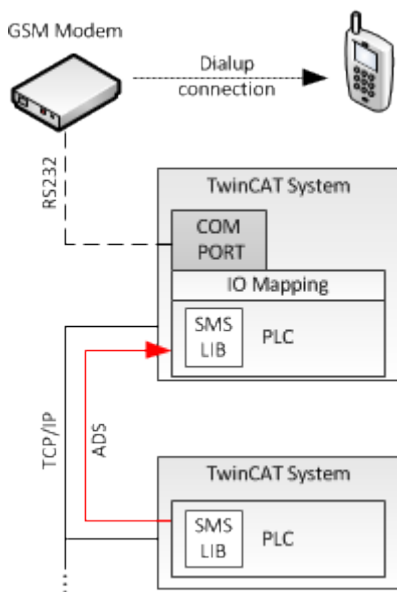 GSM Modem
Dialup
connection
RS232
TwinCAT System
COM
PORT
IO Mapping
SMS
LIB
PLC
TCP/IP
ADS
TwinCAT System
SMS
LIB
PLC